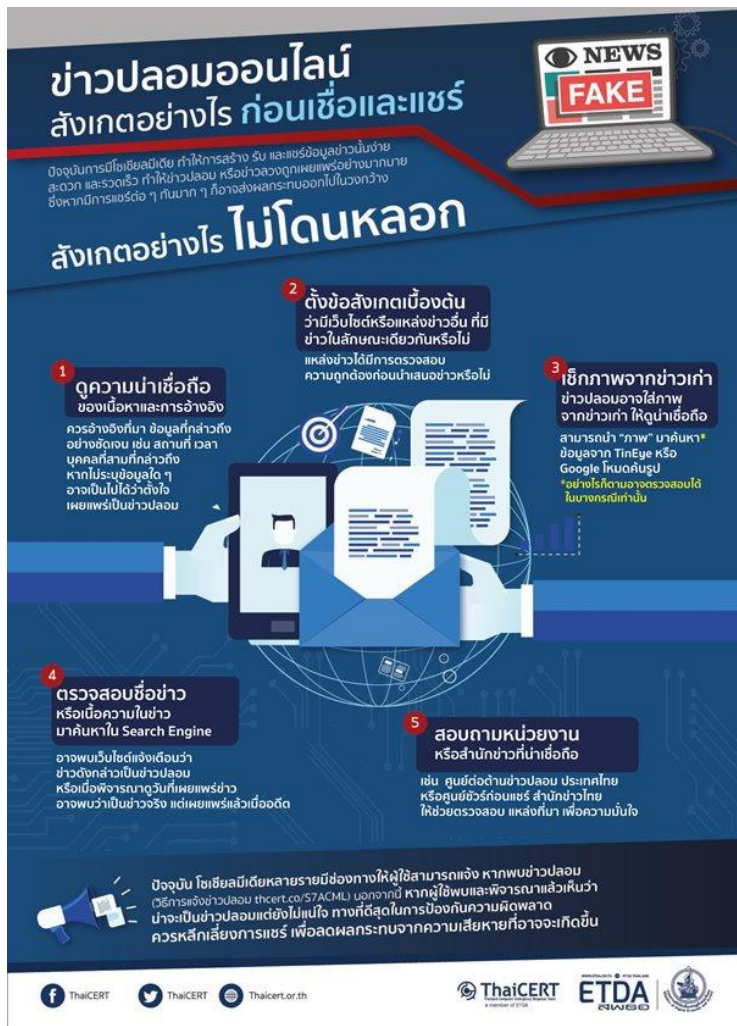 ข่าวปลอมออนไลน์
สังเกตอย่างไร ก่อนเชื่อและแชร์
NEWS
FAKE
ปัจจุบันการมีโซเชียลมีเดีย ทำให้การสร้าง รับ และแชร์ข้อมูลข่าวนั้นง่าย
สะดวก และรวดเร็ว ทำให้ข่าวปลอม หรือข่าวลวงถูกเผยแพร่อย่างมากมาย
ซึ่งหากมีการแชร์ต่อ ๆ กันมาก ๆ ก็อาจส่งผลกระทบออกไปในวงกว้าง
สังเกตอย่างไร ไม่โดนหลอก
1
ดูความน่าเชื่อถือ
ของเนื้อหาและการอ้างอิง
ควรอ้างอิงที่มา ข้อมูลที่กล่าวถึง
อย่างชัดเจน เช่น สถานที่ เวลา
บุคคลที่สามที่กล่าวถึง
หากไม่ระบุข้อมูลใด ๆ
อาจเป็นไปได้ว่าตั้งใจ
เผยแพร่เป็นข่าวปลอม
2
ตั้งข้อสังเกตเบื้องต้น
ว่ามีเว็บไซต์หรือแหล่งข่าวอื่น ที่มี
ข่าวในลักษณะเดียวกันหรือไม่
แหล่งข่าวได้มีการตรวจสอบ
ความถูกต้องก่อนนำเสนอข่าวหรือไม่
3
เช็กภาพจากข่าวเก่า
ข่าวปลอมอาจใส่ภาพ
จากข่าวเก่า ให้ดูน่าเชื่อถือ
สามารถนำ "ภาพ" มาค้นหา*
ข้อมูลจาก TinEye หรือ
Google โหมดค้นรูป
*อย่างไรก็ตามอาจตรวจสอบได้
ในบางกรณีเท่านั้น
4
ตรวจสอบชื่อข่าว
หรือเนื้อความในข่าว
มาค้นหาใน Search Engine
อาจพบเว็บไซต์แจ้งเตือนว่า
ข่าวดังกล่าวเป็นข่าวปลอม
หรือเมื่อพิจารณาดูวันที่เผยแพร่ข่าว
อาจพบว่าเป็นข่าวจริง แต่เผยแพร่แล้วเมื่ออดีต
5
สอบถามหน่วยงาน
หรือสำนักข่าวที่น่าเชื่อถือ
เช่น ศูนย์ต่อต้านข่าวปลอม ประเทศไทย
หรือศูนย์ชัวร์ก่อนแชร์ สำนักข่าวไทย
ให้ช่วยตรวจสอบ แหล่งที่มา เพื่อความมั่นใจ
ปัจจุบัน โซเชียลมีเดียหลายรายมีช่องทางให้ผู้ใช้สามารถแจ้ง หากพบข่าวปลอม
(วิธีการแจ้งข่าวปลอม thcert.co/S7ACML) นอกจากนี้ หากผู้ใช้พบและพิจารณาแล้วเห็นว่า
น่าจะเป็นข่าวปลอมแต่ยังไม่แน่ใจ ทางที่ดีสุดในการป้องกันความผิดพลาด
ควรหลีกเลี่ยงการแชร์ เพื่อลดผลกระทบจากความเสียหายที่อาจจะเกิดขึ้น
ThaiCERT
ThaiCERT
Thaicert.or.th
ThaiCERT
a member of ETDA
ETDA
สพธอ